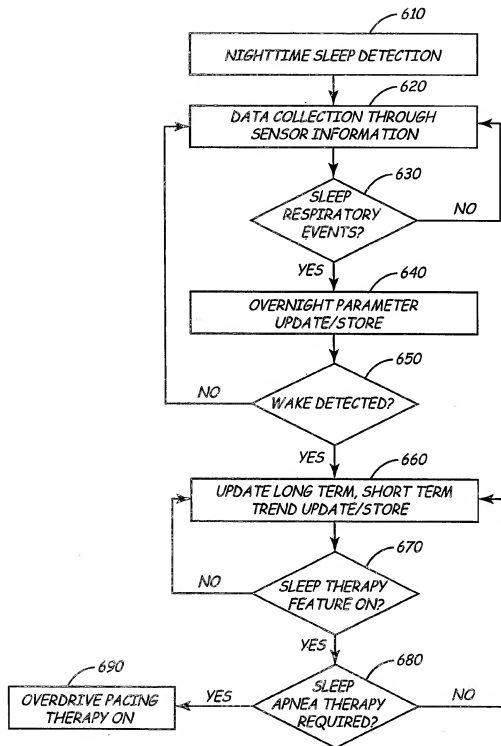 610
NIGHTTIME SLEEP DETECTION
620
DATA COLLECTION THROUGH
SENSOR INFORMATION
630
SLEEP
RESPIRATORY
EVENTS?
NO
YES
640
OVERNIGHT PARAMETER
UPDATE/STORE
650
NO
WAKE DETECTED?
YES
660
UPDATE LONG TERM, SHORT TERM
TREND UPDATE/STORE
670
NO
SLEEP THERAPY
FEATURE ON?
YES
680
690
OVERDRIVE PACING
THERAPY ON
YES
SLEEP
APNEA THERAPY
REQUIRED?
NO